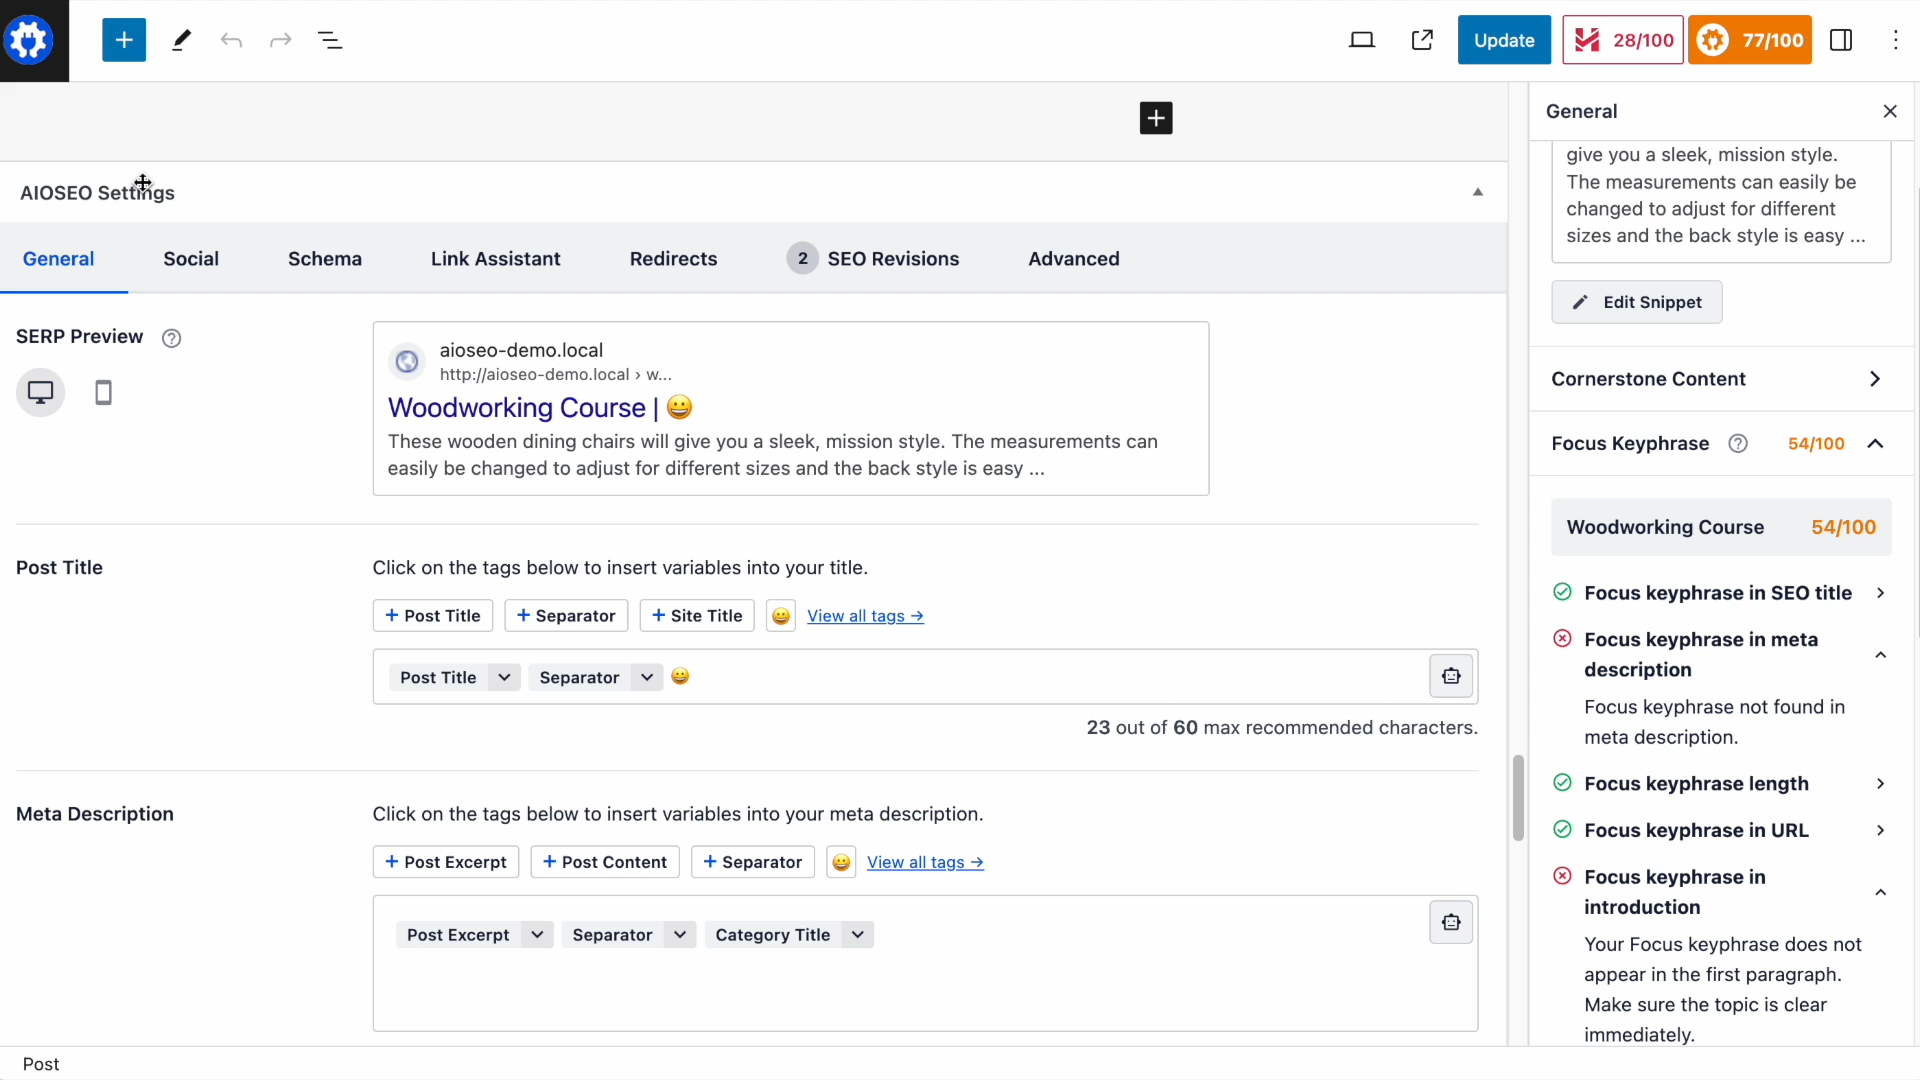 Update
28/100
77/100
General
give you a sleek, mission style.
The measurements can easily be
changed to adjust for different
sizes and the back style is easy ...
Edit Snippet
Cornerstone Content
Focus Keyphrase
54/100
Woodworking Course
54/100
Focus keyphrase in SEO title
Focus keyphrase in meta
description
Focus keyphrase not found in
meta description.
Focus keyphrase length
Focus keyphrase in URL
Focus keyphrase in
introduction
Your Focus keyphrase does not
appear in the first paragraph.
Make sure the topic is clear
immediately.
AIOSEO Settings
General
Social
Schema
Link Assistant
Redirects
2 SEO Revisions
Advanced
SERP Preview
aioseo-demo.local
http://aioseo-demo.local › w...
Woodworking Course | 😀
These wooden dining chairs will give you a sleek, mission style. The measurements can
easily be changed to adjust for different sizes and the back style is easy ...
Post Title
Click on the tags below to insert variables into your title.
+ Post Title
+ Separator
+ Site Title
😀
View all tags →
Post Title
Separator
😀
23 out of 60 max recommended characters.
Meta Description
Click on the tags below to insert variables into your meta description.
+ Post Excerpt
+ Post Content
+ Separator
😀
View all tags →
Post Excerpt
Separator
Category Title
Post